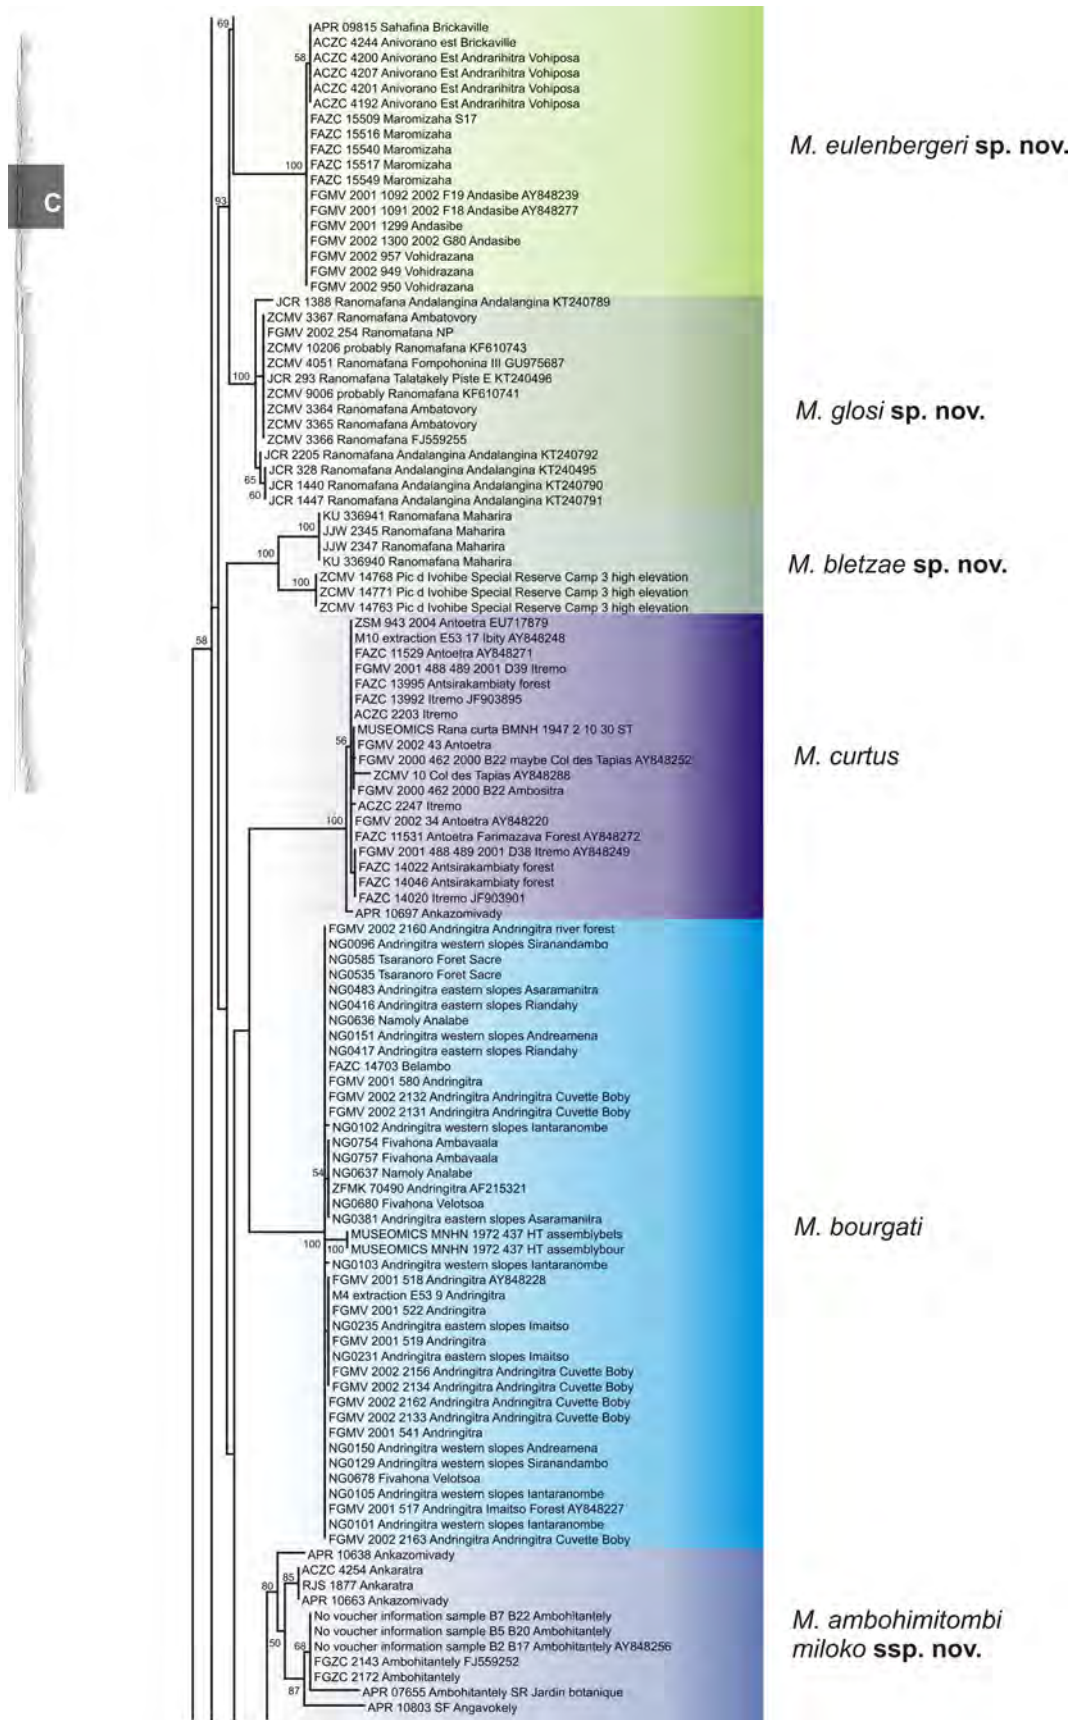 69
APR 09815 Sahafina Brickaville
ACZC 4244 Anivorano est Brickaville
58
ACZC 4200 Anivorano Est Andrarihitra Vohiposa
ACZC 4207 Anivorano Est Andrarihitra Vohiposa
ACZC 4201 Anivorano Est Andrarihitra Vohiposa
ACZC 4192 Anivorano Est Andrarihitra Vohiposa
FAZC 15509 Maromizaha S17
FAZC 15516 Maromizaha
FAZC 15540 Maromizaha
M. eulenbergeri sp. nov.
100
FAZC 15517 Maromizaha
FAZC 15549 Maromizaha
C
FGMV 2001 1092 2002 F19 Andasibe AY848239
93
FGMV 2001 1091 2002 F18 Andasibe AY848277
FGMV 2001 1299 Andasibe
FGMV 2002 1300 2002 G80 Andasibe
FGMV 2002 957 Vohidrazana
FGMV 2002 949 Vohidrazana
FGMV 2002 950 Vohidrazana
JCR 1388 Ranomafana Andalangina Andalangina KT240789
ZCMV 3367 Ranomafana Ambatovory
FGMV 2002 254 Ranomafana NP
ZCMV 10206 probably Ranomafana KF610743
ZCMV 4051 Ranomafana Fompohonina III GU975687
100
JCR 293 Ranomafana Talatakely Piste E KT240496
ZCMV 9006 probably Ranomafana KF610741
ZCMV 3364 Ranomafana Ambatovory
M. glosi sp. nov.
ZCMV 3365 Ranomafana Ambatovory
ZCMV 3366 Ranomafana FJ559255
JCR 2205 Ranomafana Andalangina Andalangina KT240792
JCR 328 Ranomafana Andalangina Andalangina KT240495
65
JCR 1440 Ranomafana Andalangina Andalangina KT240790
60
JCR 1447 Ranomafana Andalangina Andalangina KT240791
KU 336941 Ranomafana Maharira
100
JJW 2345 Ranomafana Maharira
JJW 2347 Ranomafana Maharira
100
KU 336940 Ranomafana Maharira
M. bletzae sp. nov.
100
ZCMV 14768 Pic d Ivohibe Special Reserve Camp 3 high elevation
ZCMV 14771 Pic d Ivohibe Special Reserve Camp 3 high elevation
ZCMV 14763 Pic d Ivohibe Special Reserve Camp 3 high elevation
ZSM 943 2004 Antoetra EU717879
58
M10 extraction E53 17 Ibity AY848248
FAZC 11529 Antoetra AY848271
FGMV 2001 488 489 2001 D39 Itremo
FAZC 13995 Antsirakambiaty forest
FAZC 13992 Itremo JF903895
ACZC 2203 Itremo
MUSEOMICS Rana curta BMNH 1947 2 10 30 ST
56
FGMV 2002 43 Antoetra
M. curtus
FGMV 2000 462 2000 B22 maybe Col des Tapias AY848252
ZCMV 10 Col des Tapias AY848288
FGMV 2000 462 2000 B22 Ambositra
ACZC 2247 Itremo
100
FGMV 2002 34 Antoetra AY848220
FAZC 11531 Antoetra Farimazava Forest AY848272
FGMV 2001 488 489 2001 D38 Itremo AY848249
FAZC 14022 Antsirakambiaty forest
FAZC 14046 Antsirakambiaty forest
FAZC 14020 Itremo JF903901
APR 10697 Ankazomivady
FGMV 2002 2160 Andringitra Andringitra river forest
NG0096 Andringitra western slopes Siranandambo
NG0585 Tsaranoro Foret Sacre
NG0535 Tsaranoro Foret Sacre
NG0483 Andringitra eastern slopes Asaramanitra
NG0416 Andringitra eastern slopes Riandahy
NG0636 Namoly Analabe
NG0151 Andringitra western slopes Andreamena
NG0417 Andringitra eastern slopes Riandahy
FAZC 14703 Belambo
FGMV 2001 580 Andringitra
FGMV 2002 2132 Andringitra Andringitra Cuvette Boby
FGMV 2002 2131 Andringitra Andringitra Cuvette Boby
NG0102 Andringitra western slopes Iantaranombe
NG0754 Fivahona Ambavaala
NG0757 Fivahona Ambavaala
54
NG0637 Namoly Analabe
ZFMK 70490 Andringitra AF215321
NG0680 Fivahona Velotsoa
NG0381 Andringitra eastern slopes Asaramanitra
M. bourgati
MUSEOMICS MNHN 1972 437 HT assemblybets
100
100
MUSEOMICS MNHN 1972 437 HT assemblybour
NG0103 Andringitra western slopes Iantaranombe
FGMV 2001 518 Andringitra AY848228
M4 extraction E53 9 Andringitra
FGMV 2001 522 Andringitra
NG0235 Andringitra eastern slopes Imaitso
FGMV 2001 519 Andringitra
NG0231 Andringitra eastern slopes Imaitso
FGMV 2002 2156 Andringitra Andringitra Cuvette Boby
FGMV 2002 2134 Andringitra Andringitra Cuvette Boby
FGMV 2002 2162 Andringitra Andringitra Cuvette Boby
FGMV 2002 2133 Andringitra Andringitra Cuvette Boby
FGMV 2001 541 Andringitra
NG0150 Andringitra western slopes Andreamena
NG0129 Andringitra western slopes Siranandambo
NG0678 Fivahona Velotsoa
NG0105 Andringitra western slopes Iantaranombe
FGMV 2001 517 Andringitra Imaitso Forest AY848227
NG0101 Andringitra western slopes Iantaranombe
FGMV 2002 2163 Andringitra Andringitra Cuvette Boby
APR 10638 Ankazomivady
85
ACZC 4254 Ankaratra
80
RJS 1877 Ankaratra
APR 10663 Ankazomivady
No voucher information sample B7 B22 Ambohitantely
M. ambohimitombi
No voucher information sample B5 B20 Ambohitantely
50
68
No voucher information sample B2 B17 Ambohitantely AY848256
miloko ssp. nov.
FGZC 2143 Ambohitantely FJ559252
FGZC 2172 Ambohitantely
87
APR 07655 Ambohitantely SR Jardin botanique
APR 10803 SF Angavokely